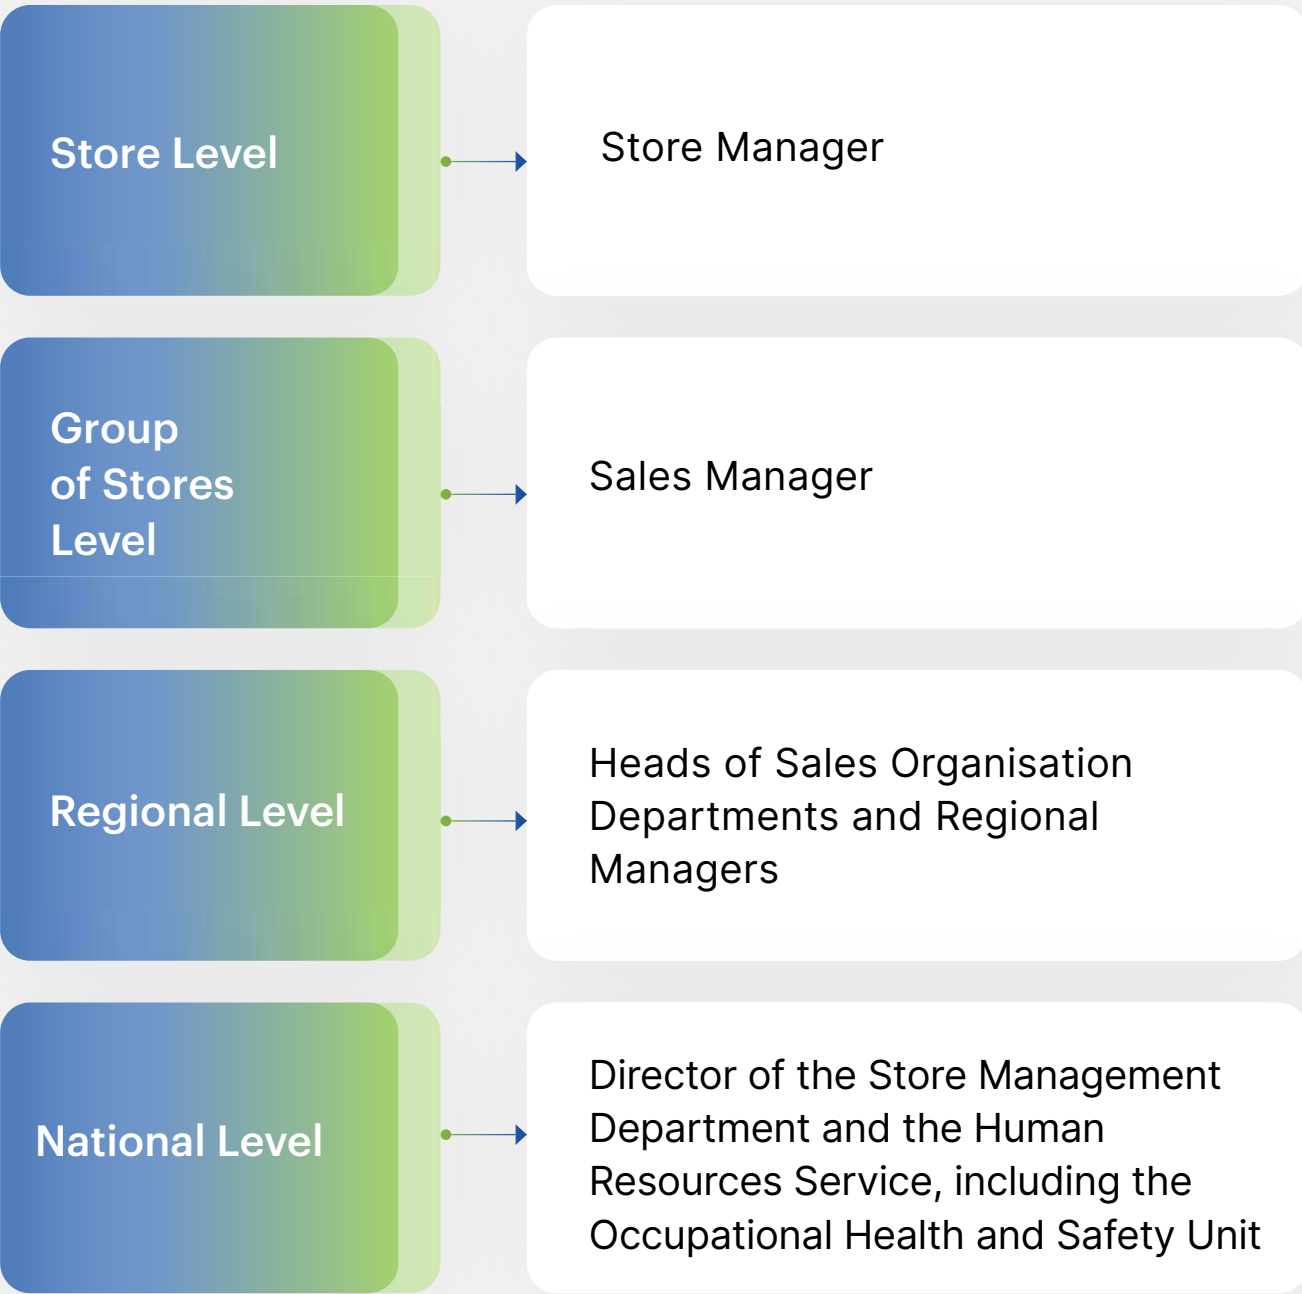 Store Level
Store Manager
Group
of Stores
Level
Sales Manager
Regional Level
Heads of Sales Organisation
Departments and Regional
Managers
National Level
Director of the Store Management
Department and the Human
Resources Service, including the
Occupational Health and Safety Unit